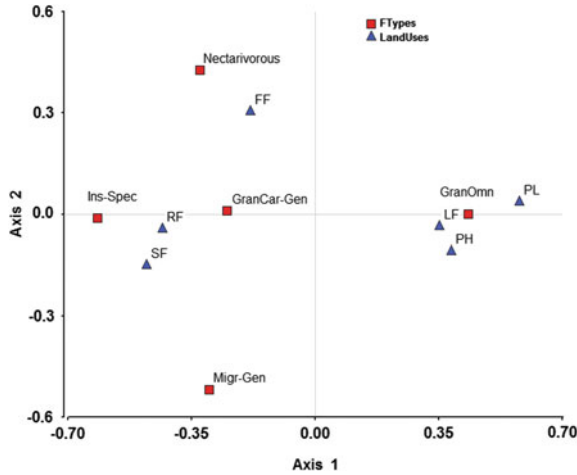 FTypes
LandUses
0.6
Nectarivorous
FF
0.3
Axis 2
Ins-Spec
GranCar-Gen
GranOmn
PL
RF
LF
0.0
SF
PH
-0.3
Migr-Gen
-0.6
-0.70 -0.35 0.00 0.35 0.70
Axis 1